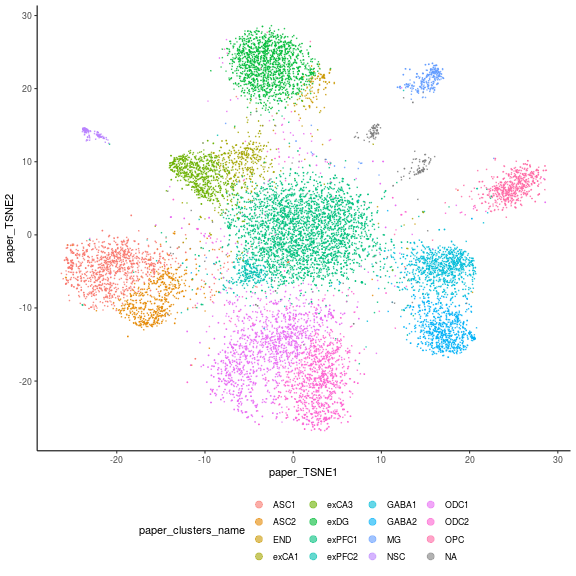 30
20
10
0
-10
-20
paper_TSNE2
-20 -10 0 10 20 30
paper_TSNE1
paper_clusters_name
ASC1 exCA3 GABA1 ODC1
ASC2 exDG GABA2 ODC2
END exPFC1 MG OPC
exCA1 exPFC2 NSC NA